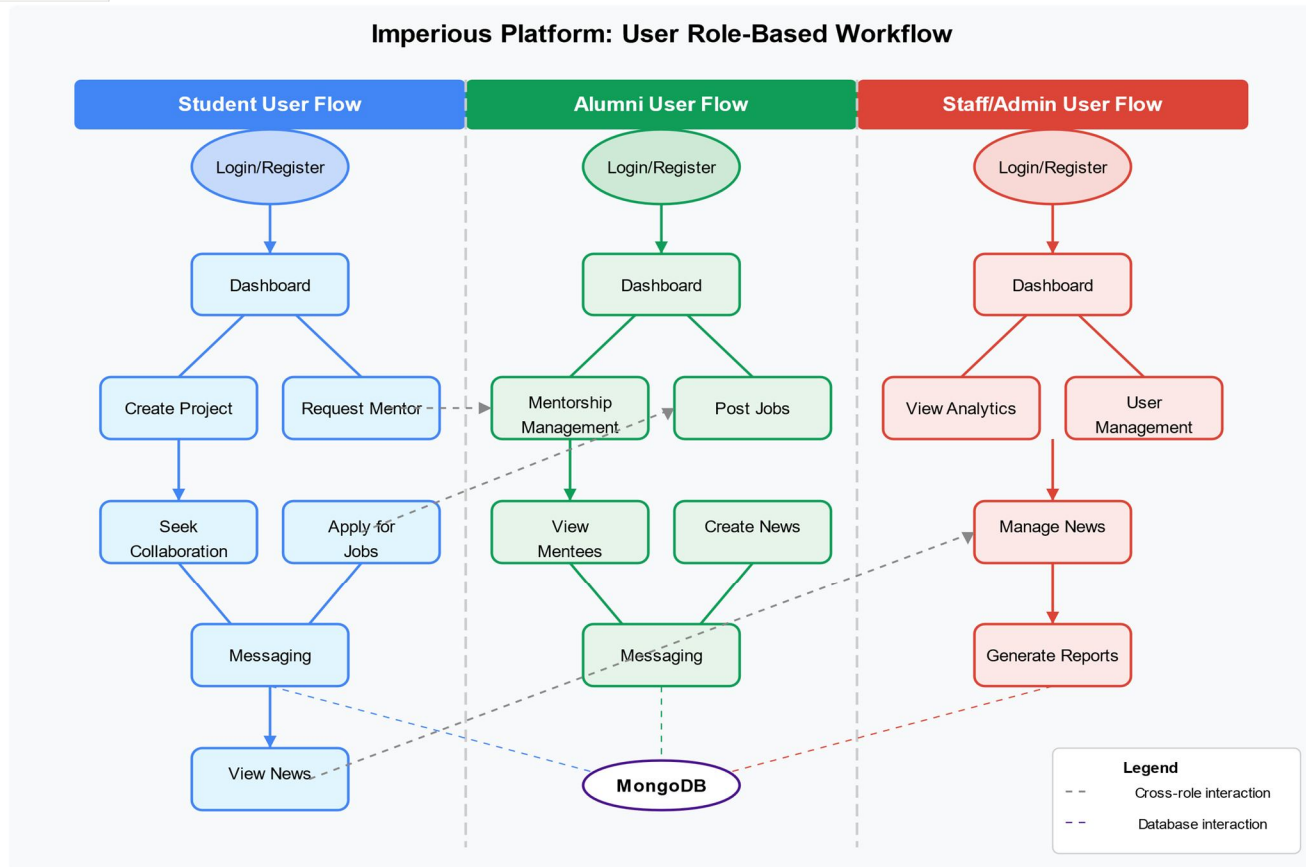 Imperious Platform: User Role-Based Workflow
Student User Flow
Alumni User Flow
Staff/Admin User Flow
Login/Register
Login/Register
Login/Register
Dashboard
Dashboard
Dashboard
Create Project
Request Mentor
Mentorship
Management
Post Jobs
View Analytics
User
Management
Seek
Collaboration
Apply for
Jobs
View
Mentees
Create News
Manage News
Messaging
Messaging
Generate Reports
View News
MongoDB
Legend
Cross-role interaction
Database interaction